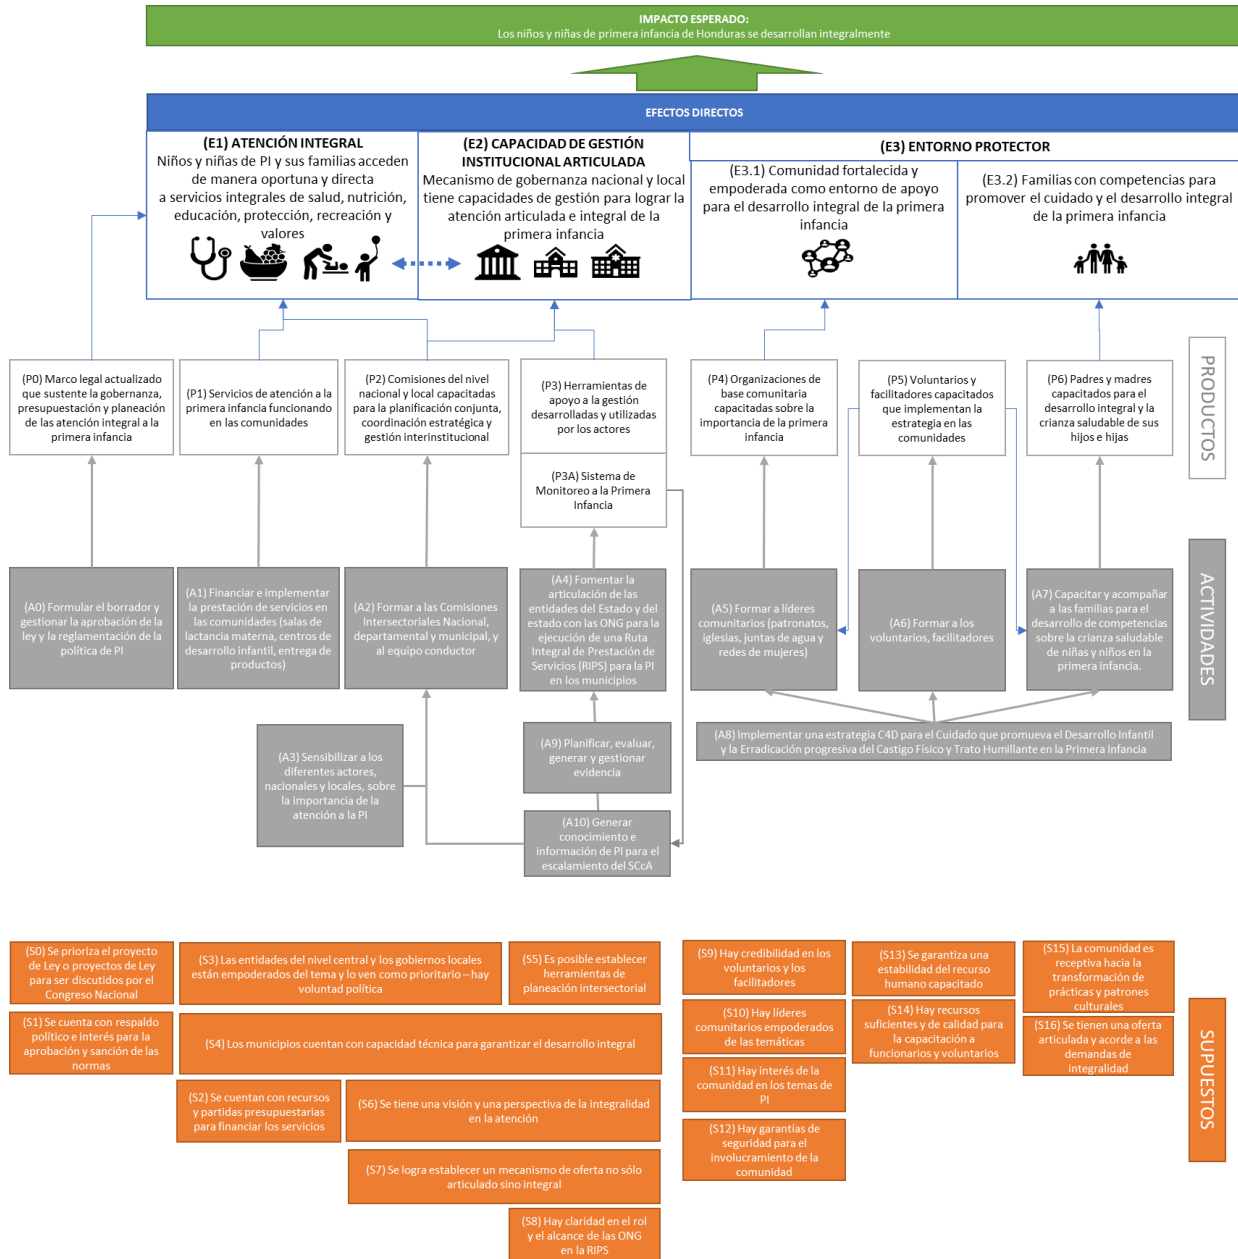 IMPACTO ESPERADO:
Los niños y niñas de primera infancia de Honduras se desarrollan integralmente
EFECTOS DIRECTOS
(E1) ATENCIÓN INTEGRAL
Niños y niñas de PI y sus familias acceden
de manera oportuna y directa
a servicios integrales de salud, nutrición,
educación, protección, recreación y
valores
(E2) CAPACIDAD DE GESTIÓN
INSTITUCIONAL ARTICULADA
Mecanismo de gobernanza nacional y local
tiene capacidades de gestión para lograr la
atención articulada e integral de la
primera infancia
(E3) ENTORNO PROTECTOR
(E3.1) Comunidad fortalecida y
empoderada como entorno de apoyo
para el desarrollo integral de la primera
infancia
(E3.2) Familias con competencias para
promover el cuidado y el desarrollo integral
de la primera infancia
(P0) Marco legal actualizado
que sustente la gobernanza,
presupuestación y planeación
de las atención integral a la
primera infancia
(P1) Servicios de atención a la
primera infancia funcionando
en las comunidades
(P2) Comisiones del nivel
nacional y local capacitadas
para la planificación conjunta,
coordinación estratégica y
gestión interinstitucional
(P3) Herramientas de
apoyo a la gestión
desarrolladas y utilizadas
por los actores
(P3A) Sistema de
Monitoreo a la Primera
Infancia
(P4) Organizaciones de
base comunitaria
capacitadas sobre la
importancia de la primera
infancia
(P5) Voluntarios y
facilitadores capacitados
que implementan la
estrategia en las
comunidades
(P6) Padres y madres
capacitados para el
desarrollo integral y la
crianza saludable de sus
hijos e hijas
PRODUCTOS
(A0) Formular el borrador y
gestionar la aprobación de la
ley y la reglamentación de la
política de PI
(A1) Financiar e implementar
la prestación de servicios en
las comunidades (salas de
lactancia materna, centros de
desarrollo infantil, entrega de
productos)
(A2) Formar a las Comisiones
Intersectoriales Nacional,
departamental y municipal, y
al equipo conductor
(A4) Fomentar la
articulación de las
entidades del Estado y del
estado con las ONG para la
ejecución de una Ruta
Integral de Prestación de
Servicios (RIPS) para la PI
en los municipios
(A5) Formar a líderes
comunitarios (patronatos,
iglesias, juntas de agua y
redes de mujeres)
(A6) Formar a los
voluntarios, facilitadores
(A7) Capacitar y acompañar
a las familias para el
desarrollo de competencias
sobre la crianza saludable
de niñas y niños en la
primera infancia.
ACTIVIDADES
(A3) Sensibilizar a los
diferentes actores,
nacionales y locales, sobre
la importancia de la
atención a la PI
(A9) Planificar, evaluar,
generar y gestionar
evidencia
(A8) Implementar una estrategia C4D para el Cuidado que promueva el Desarrollo Infantil
y la Erradicación progresiva del Castigo Físico y Trato Humillante en la Primera Infancia
(A10) Generar
conocimiento e
información de PI para el
escalamiento del SCcA
(S0) Se prioriza el proyecto
de Ley o proyectos de Ley
para ser discutidos por el
Congreso Nacional
(S3) Las entidades del nivel central y los gobiernos locales
están empoderados del tema y lo ven como prioritario – hay
voluntad política
(S5) Es posible establecer
herramientas de
planeación intersectorial
(S9) Hay credibilidad en los
voluntarios y los
facilitadores
(S13) Se garantiza una
estabilidad del recurso
humano capacitado
(S15) La comunidad es
receptiva hacia la
transformación de
prácticas y patrones
culturales
(S1) Se cuenta con respaldo
político e interés para la
aprobación y sanción de las
normas
(S4) Los municipios cuentan con capacidad técnica para garantizar el desarrollo integral
(S10) Hay líderes
comunitarios empoderados
de las temáticas
(S14) Hay recursos
suficientes y de calidad para
la capacitación a
funcionarios y voluntarios
(S16) Se tienen una oferta
articulada y acorde a las
demandas de
integralidad
(S2) Se cuentan con recursos
y partidas presupuestarias
para financiar los servicios
(S6) Se tiene una visión y una perspectiva de la integralidad
en la atención
(S11) Hay interés de la
comunidad en los temas de
PI
(S7) Se logra establecer un mecanismo de oferta no sólo
articulado sino integral
(S12) Hay garantías de
seguridad para el
involucramiento de la
comunidad
(S8) Hay claridad en el rol
y el alcance de las ONG
en la RIPS
SUPUESTOS